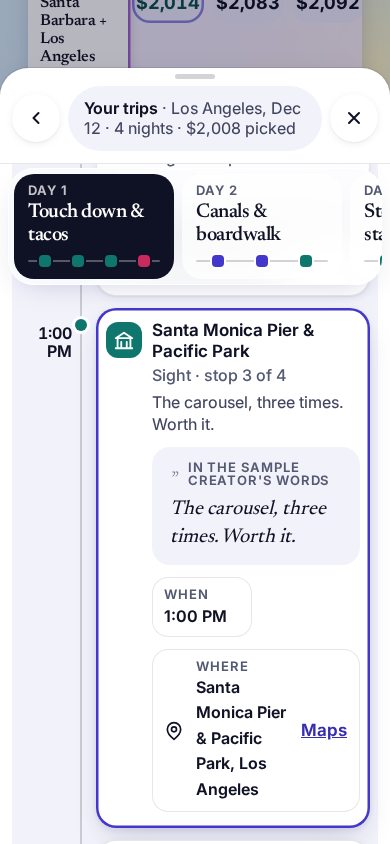 Santa
Barbara +
Los
Angeles
$2,014 $2,083 $2,092
Your trips · Los Angeles, Dec
12 · 4 nights · $2,008 picked
DAY 1
Touch down &
tacos
DAY 2
Canals &
boardwalk
1:00
PM
Santa Monica Pier &
Pacific Park
Sight · stop 3 of 4
The carousel, three times.
Worth it.
" IN THE SAMPLE
CREATOR'S WORDS
The carousel, three
times. Worth it.
WHEN
1:00 PM
WHERE
Santa
Monica Pier
& Pacific
Park, Los
Angeles
Maps